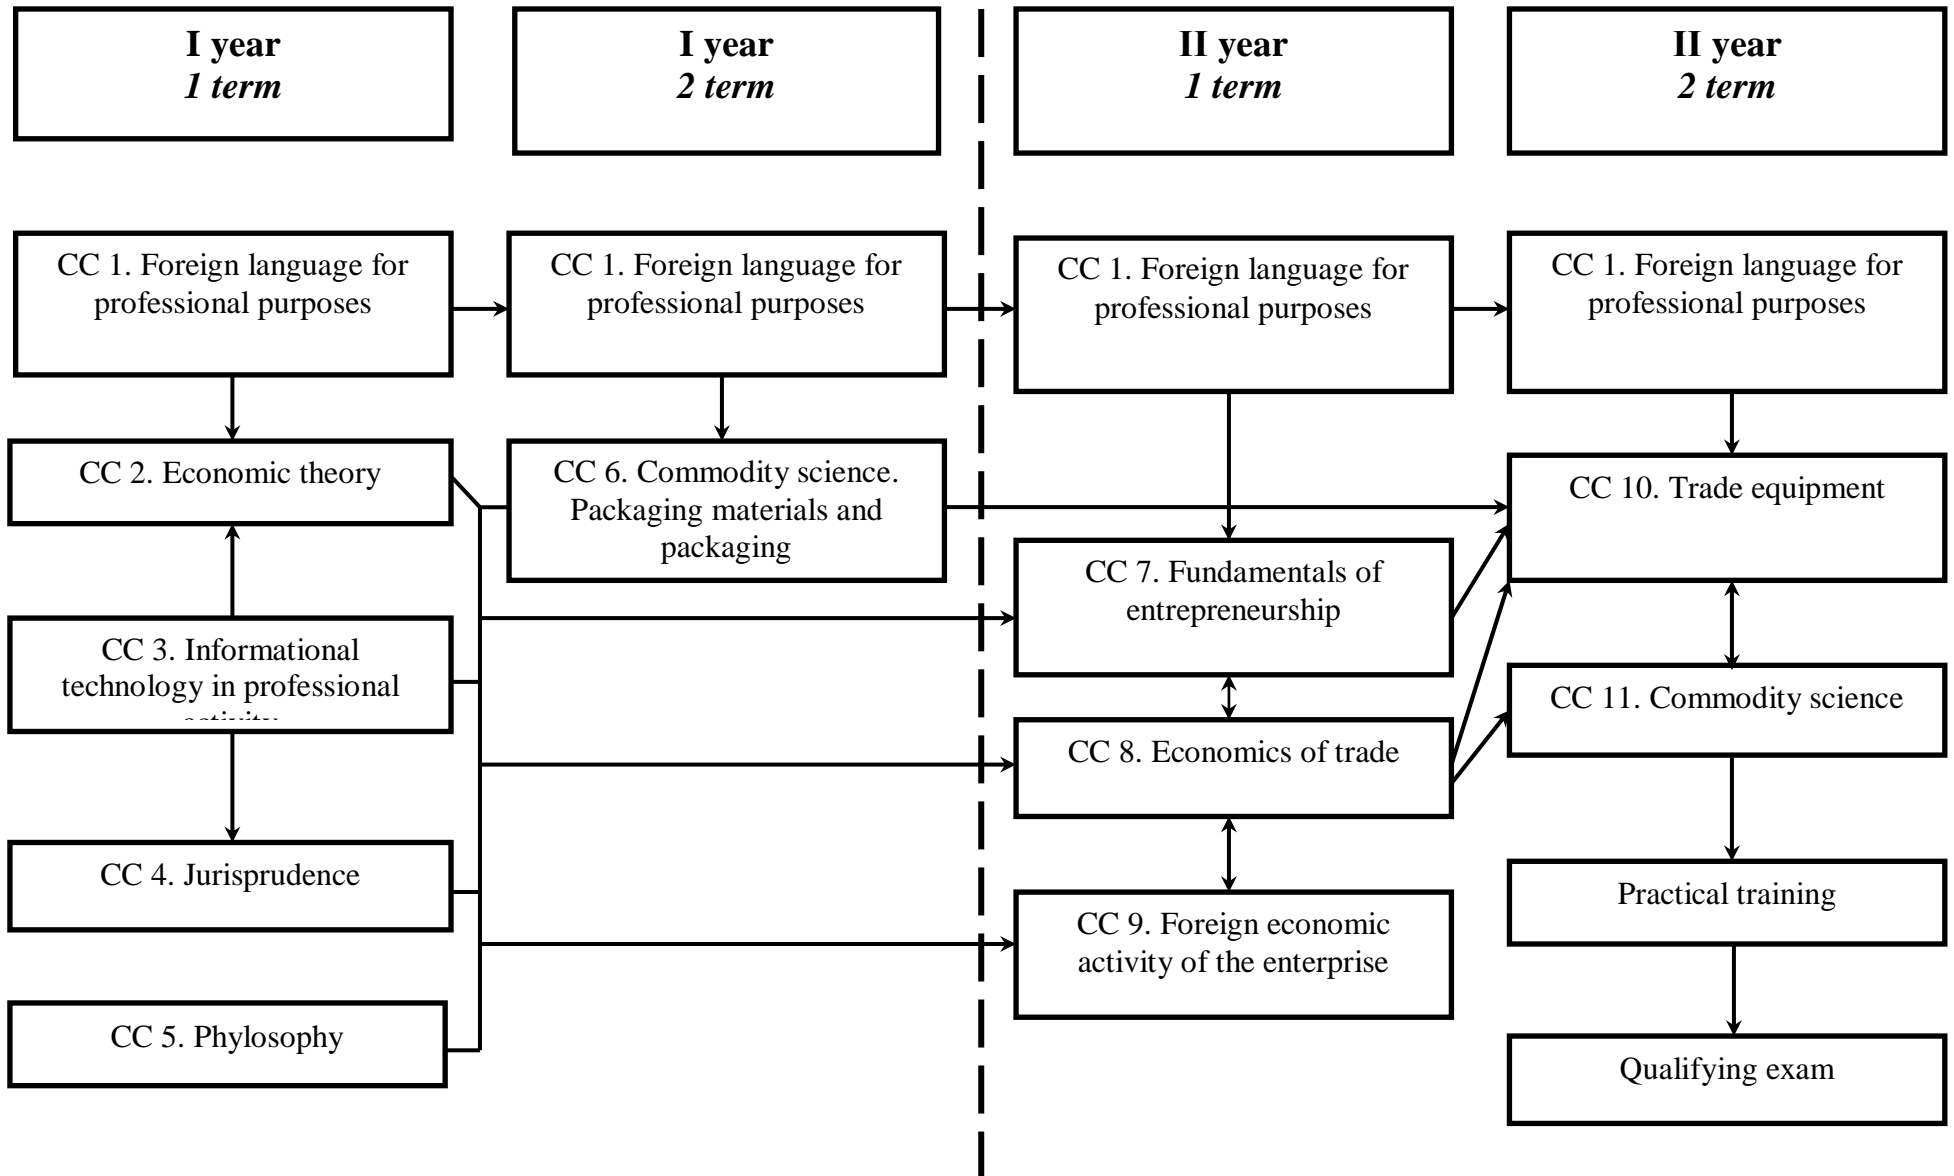 I year
1 term
I year
2 term
II year
1 term
II year
2 term
CC 1. Foreign language for
professional purposes
CC 1. Foreign language for
professional purposes
CC 1. Foreign language for
professional purposes
CC 1. Foreign language for
professional purposes
CC 2. Economic theory
CC 6. Commodity science.
Packaging materials and
packaging
CC 10. Trade equipment
CC 7. Fundamentals of
entrepreneurship
CC 3. Informational
technology in professional
activity
CC 11. Commodity science
CC 8. Economics of trade
CC 4. Jurisprudence
Practical training
CC 9. Foreign economic
activity of the enterprise
CC 5. Phylosophy
Qualifying exam